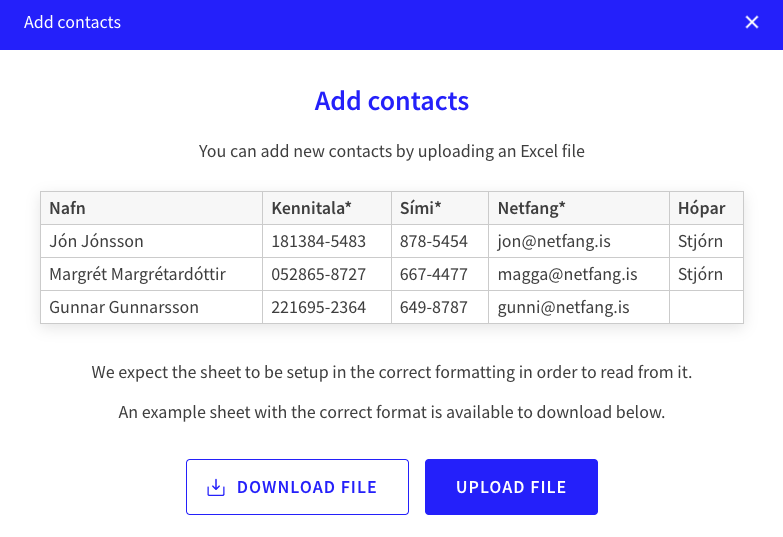 Add contacts
Add contacts
You can add new contacts by uploading an Excel file
Nafn Kennitala* Sími* Netfang* Hópar
Jón Jónsson 181384-5483 878-5454 jon@netfang.is Stjórn
Margrét Margrétardóttir 052865-8727 667-4477 magga@netfang.is Stjórn
Gunnar Gunnarsson 221695-2364 649-8787 gunni@netfang.is
We expect the sheet to be setup in the correct formatting in order to read from it.
An example sheet with the correct format is available to download below.
DOWNLOAD FILE UPLOAD FILE